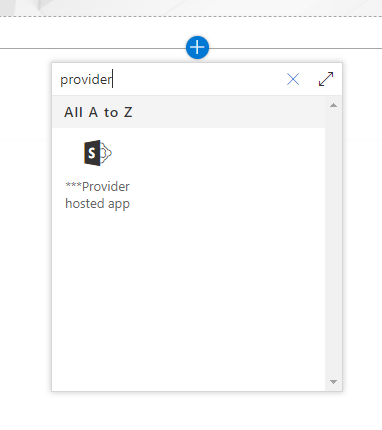 provider
All A to Z
S
***Provider
hosted app